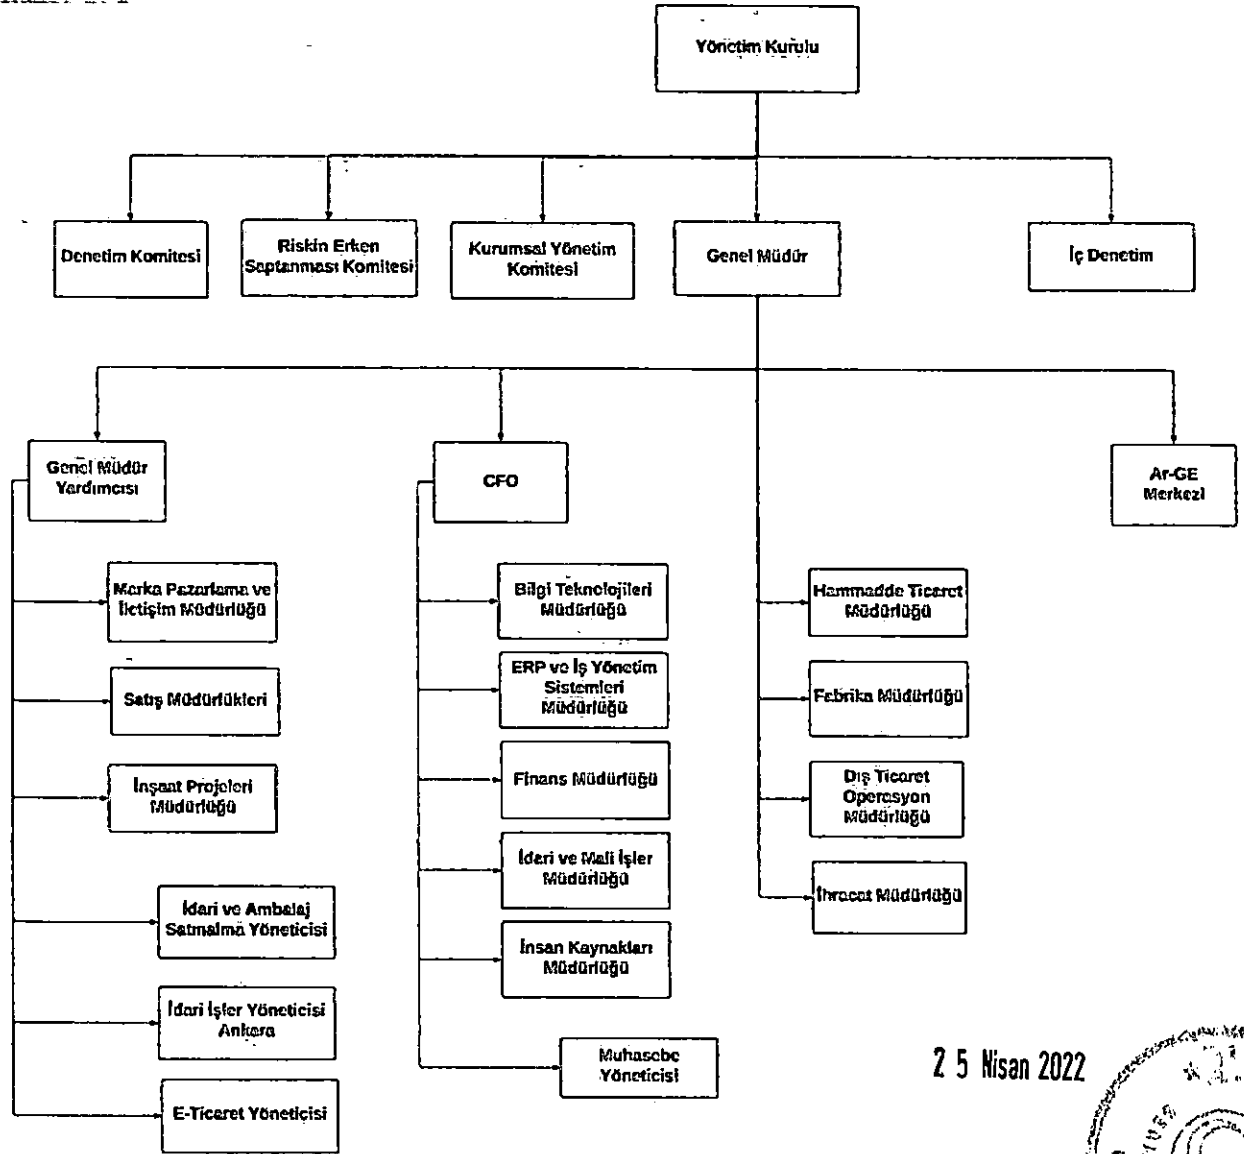 Yönetim Kurulu
Denetim Komitesi
Riskin Erken
Saptanması Komitesi
Kurumsal Yönetim
Komitesi
Genel Müdür
İç Denetim
Genel Müdür
Yardımcısı
CFO
Ar-GE
Merkezi
Marka Pazarlama ve
İletişim Müdürlüğü
Bilgi Teknolojileri
Müdürlüğü
Hammadde Ticaret
Müdürlüğü
Satış Müdürlükleri
ERP ve İş Yönetim
Sistemleri
Müdürlüğü
Fabrika Müdürlüğü
İnşaat Projeleri
Müdürlüğü
Finans Müdürlüğü
Dış Ticaret
Operasyon
Müdürlüğü
İdari ve Mali İşler
Müdürlüğü
İhracat Müdürlüğü
İdari ve Ambalaj
Satınalma Yöneticisi
İnsan Kaynakları
Müdürlüğü
İdari İşler Yöneticisi
Ankara
Muhasebe
Yöneticisi
E-Ticaret Yöneticisi
25 Nisan 2022